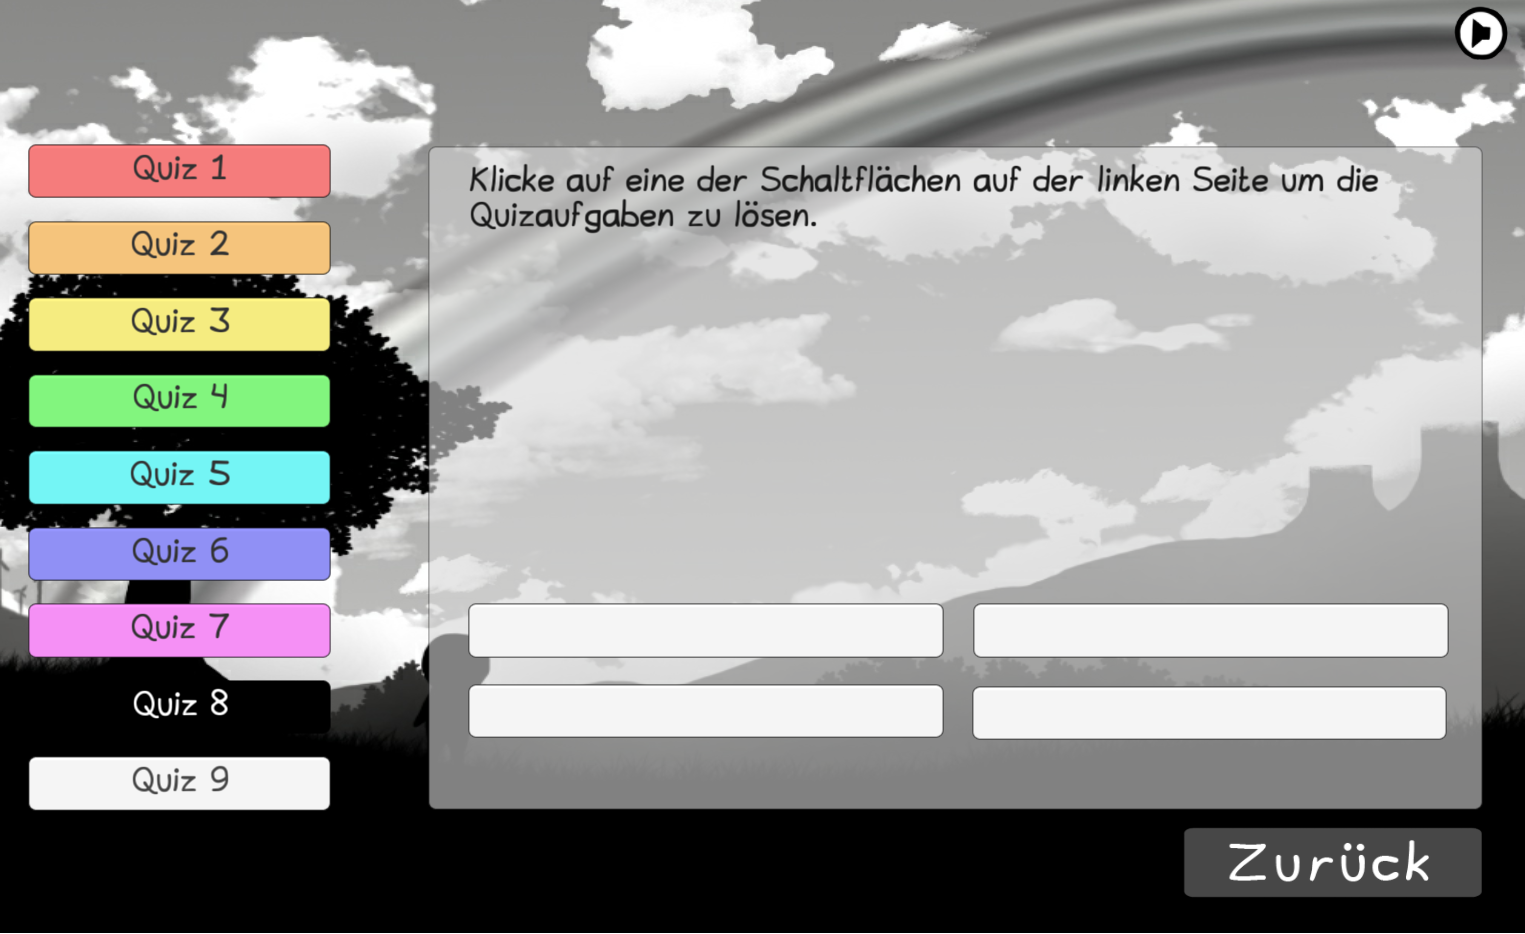 Quiz 1
Quiz 2
Quiz 3
Quiz 4
Quiz 5
Quiz 6
Quiz 7
Quiz 8
Quiz 9
Klicke auf eine der Schaltflächen auf der linken Seite um die
Quizaufgaben zu lösen.
Zurück